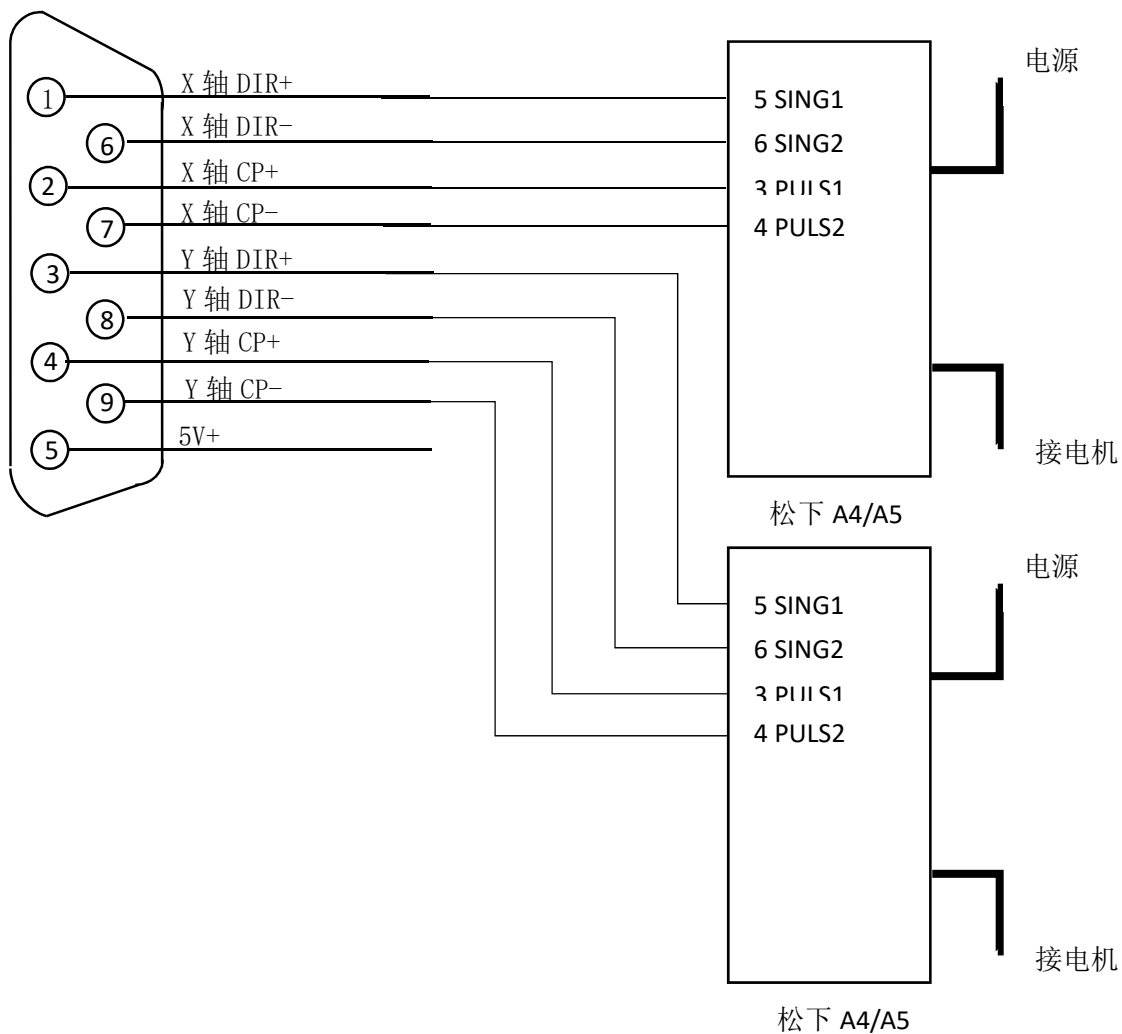 电源
X 轴 DIR+
① 5 SING1
X 轴 DIR-
⑥ 6 SING2
X 轴 CP+
② 3 PULS1
X 轴 CP-
⑦ 4 PULS2
Y 轴 DIR+
③
Y 轴 DIR-
⑧
Y 轴 CP+
④
Y 轴 CP-
⑨
5V+
⑤
接电机
松下 A4/A5
电源
5 SING1
6 SING2
3 PULS1
4 PULS2
接电机
松下 A4/A5